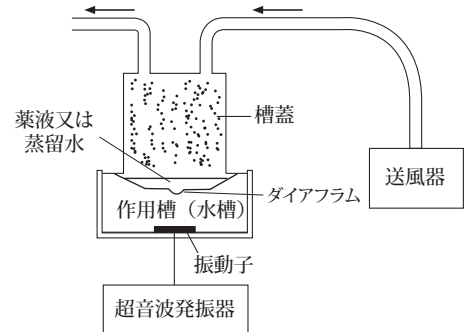 薬液又は
蒸留水
槽蓋
送風器
ダイアフラム
作用槽（水槽）
振動子
超音波発振器